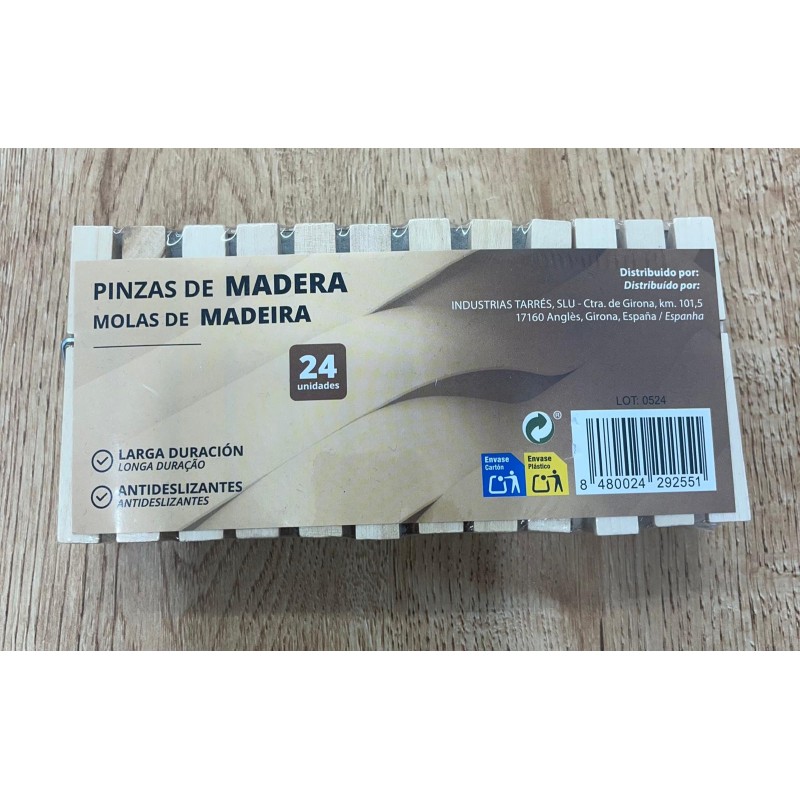 PINZAS DE MADERA
MOLAS DE MADEIRA
24
unidades
LARGA DURACIÓN
LONGA DURAÇÃO
ANTIDESLIZANTES
ANTIDESLIZANTES
Distribuido por:
Distribuído por:
INDUSTRIAS TARRÉS, SLU - Ctra. de Girona, km. 101,5
17160 Anglès, Girona, España / Espanha
LOT: 0524
®
Envase
Cartón
Envase
Plástico
8 480024 292551